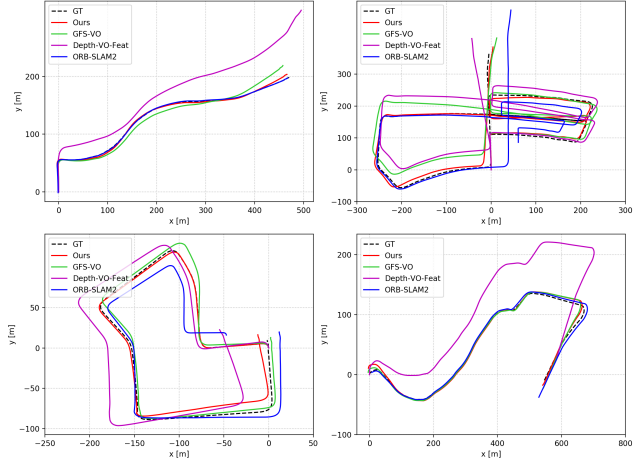 GT
Ours
GFS-VO
Depth-VO-Feat
ORB-SLAM2
y [m]
200
150
100
50
0
0
100
200
300
400
500
x [m]
GT
Ours
GFS-VO
Depth-VO-Feat
ORB-SLAM2
y [m]
400
300
200
100
0
−100
−300
−200
−100
0
100
200
300
x [m]
GT
Ours
GFS-VO
Depth-VO-Feat
ORB-SLAM2
y [m]
50
0
−50
−100
−250
−200
−150
−100
−50
0
50
x [m]
GT
Ours
GFS-VO
Depth-VO-Feat
ORB-SLAM2
y [m]
200
100
0
−100
0
200
400
600
800
x [m]